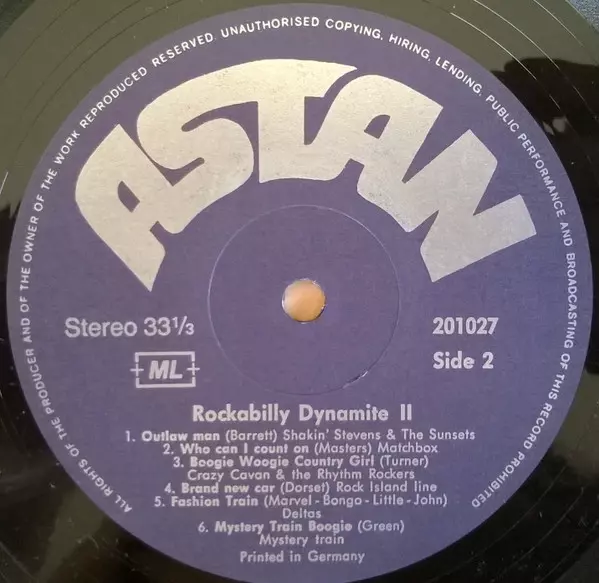 ALL RIGHTS OF THE PRODUCER AND OF THE OWNER OF THE WORK REPRODUCED RESERVED. UNAUTHORISED COPYING, HIRING, LENDING, PUBLIC PERFORMANCE AND BROADCASTING OF THIS RECORD PROHIBITED
ASTAN
Stereo 33⅓
201027
ML
Side 2
Rockabilly Dynamite II
1. Outlaw man (Barrett) Shakin' Stevens & The Sunsets
2. Who can I count on (Masters) Matchbox
3. Boogie Woogie Country Girl (Turner)
Crazy Cavan & the Rhythm Rockers
4. Brand new car (Dorset) Rock Island line
5. Fashion Train (Marvel-Bongo-Little-John)
Deltas
6. Mystery Train Boogie (Green)
Mystery train
Printed in Germany